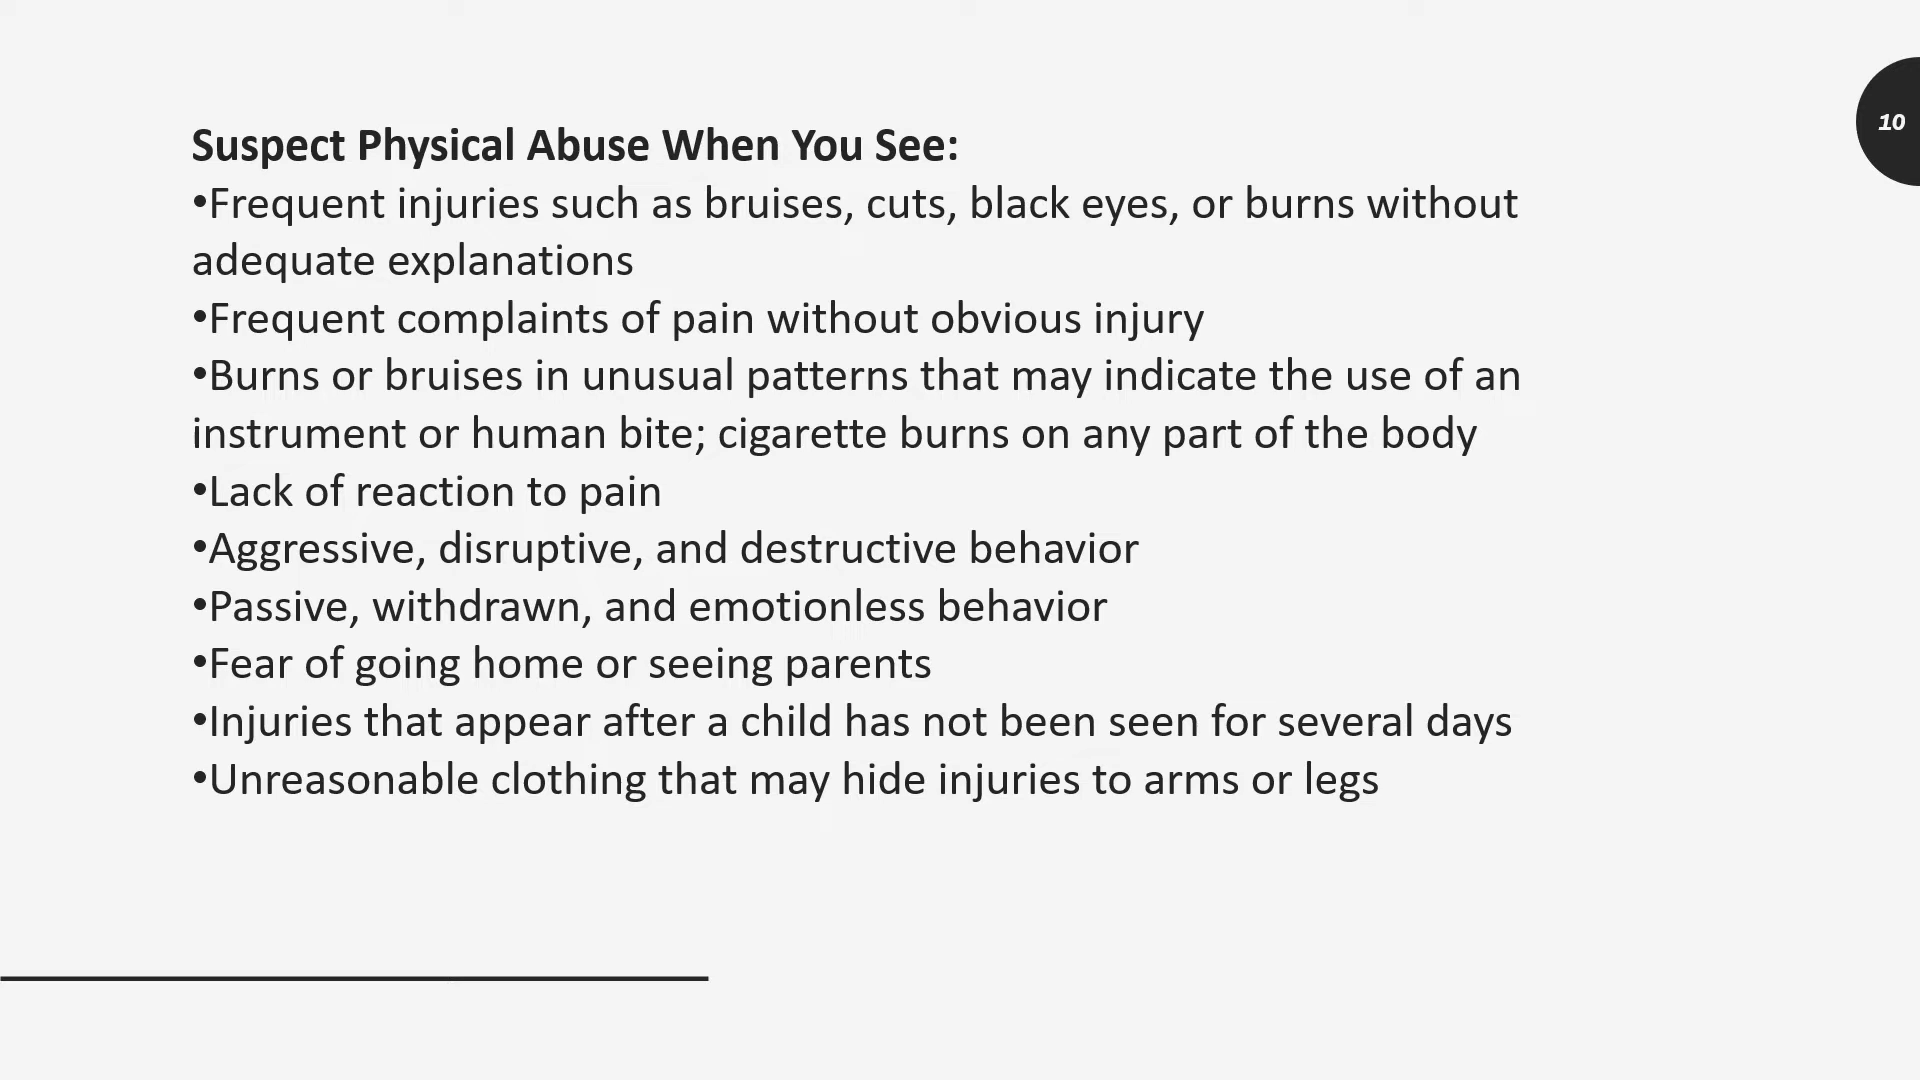 10
Suspect Physical Abuse When You See:
•Frequent injuries such as bruises, cuts, black eyes, or burns without
adequate explanations
•Frequent complaints of pain without obvious injury
•Burns or bruises in unusual patterns that may indicate the use of an
instrument or human bite; cigarette burns on any part of the body
•Lack of reaction to pain
•Aggressive, disruptive, and destructive behavior
•Passive, withdrawn, and emotionless behavior
•Fear of going home or seeing parents
•Injuries that appear after a child has not been seen for several days
•Unreasonable clothing that may hide injuries to arms or legs